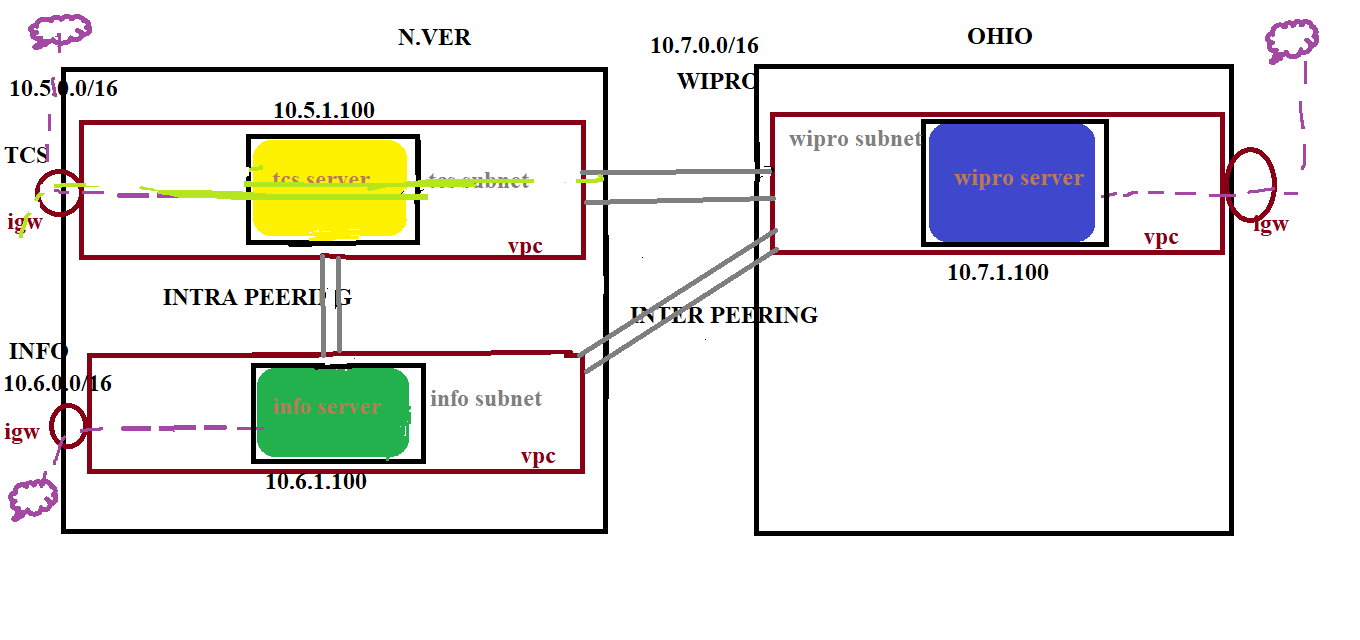 N.VER
10.7.0.0/16
OHIO
WIPRO
10.5.0.0/16
10.5.1.100
TCS
tcs server
tcs subnet
igw
vpc
wipro subnet
wipro server
igw
vpc
10.7.1.100
INTRA PEERING
INTER PEERING
INFO
10.6.0.0/16
info server
info subnet
igw
vpc
10.6.1.100